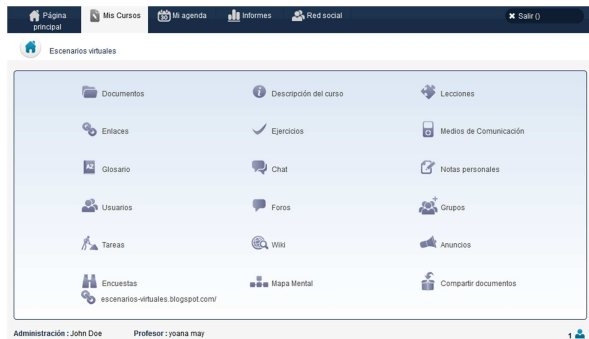 Página principal
Mis Cursos
30
Mi agenda
Informes
Red social
✖ Salir ()
Escenarios virtuales
Documentos
Descripción del curso
Lecciones
Enlaces
Ejercicios
Medios de Comunicación
AZ
Glosario
Chat
Notas personales
Usuarios
Foros
Grupos
Tareas
Wiki
Anuncios
Encuestas
Mapa Mental
Compartir documentos
escenarios-virtuales.blogspot.com/
Administración : John Doe
Profesor : yoana may
1